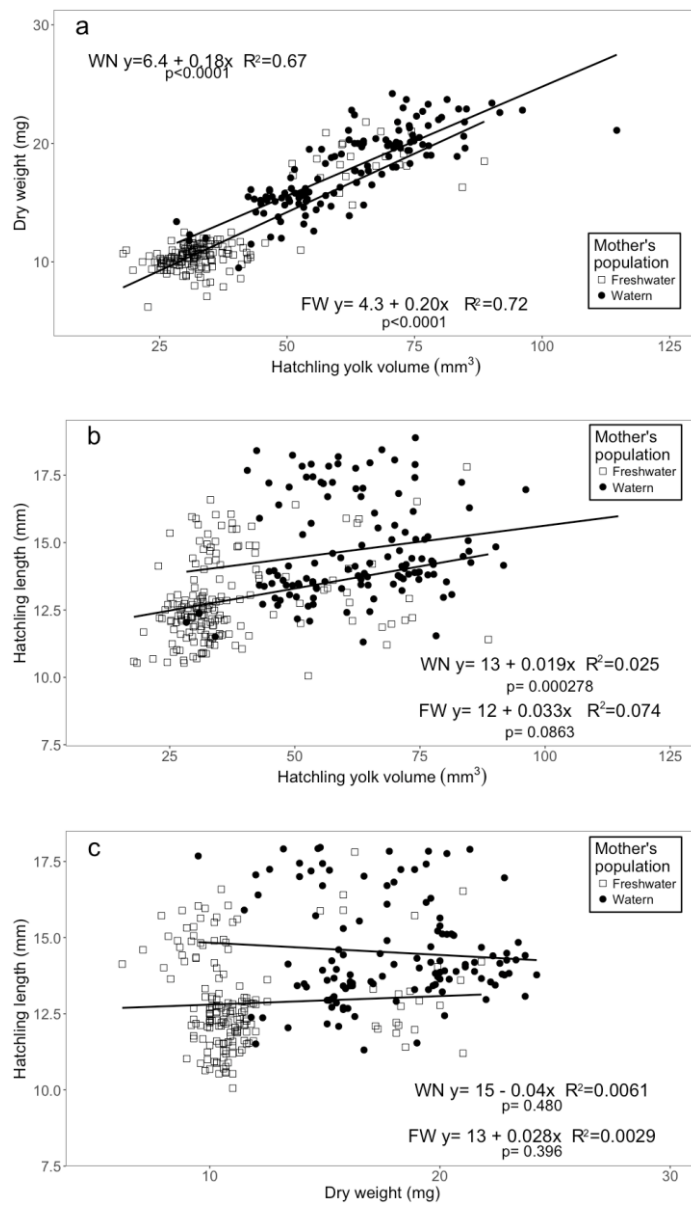 a
30
WN y=6.4 + 0.18x R²=0.67
p<0.0001
Dry weight (mg)
20
10
Mother's
population
Freshwater
Watern
FW y= 4.3 + 0.20x R²=0.72
p<0.0001
25 50 75 100 125
Hatchling yolk volume (mm³)
b
17.5
Mother's
population
Freshwater
Watern
Hatchling length (mm)
15.0
12.5
10.0
WN y= 13 + 0.019x R²=0.025
p= 0.000278
FW y= 12 + 0.033x R²=0.074
p= 0.0863
7.5
25 50 75 100 125
Hatchling yolk volume (mm³)
c
17.5
Mother's
population
Freshwater
Watern
Hatchling length (mm)
15.0
12.5
10.0
WN y= 15 - 0.04x R²=0.0061
p= 0.480
FW y= 13 + 0.028x R²=0.0029
p= 0.396
7.5
10 20 30
Dry weight (mg)